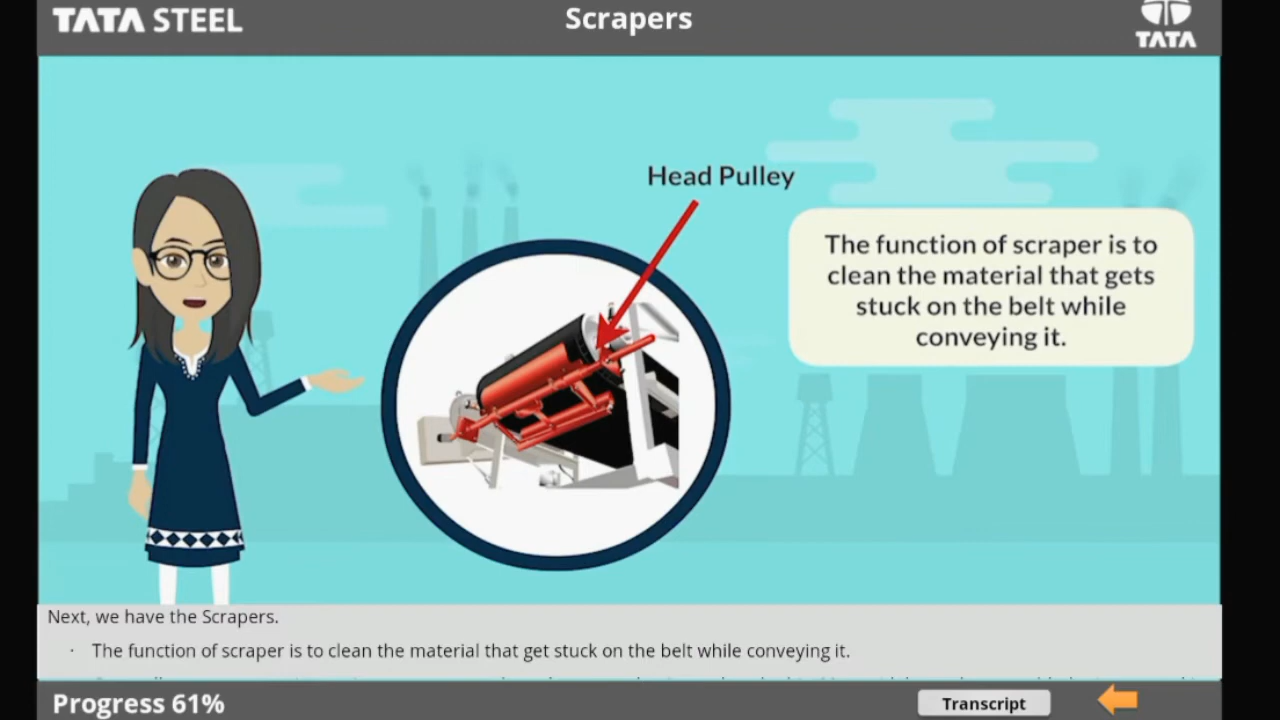 TATA STEEL
Scrapers
TATA
Head Pulley
The function of scraper is to
clean the material that gets
stuck on the belt while
conveying it.
Next, we have the Scrapers.
· The function of scraper is to clean the material that get stuck on the belt while conveying it.
Progress 61%
Transcript